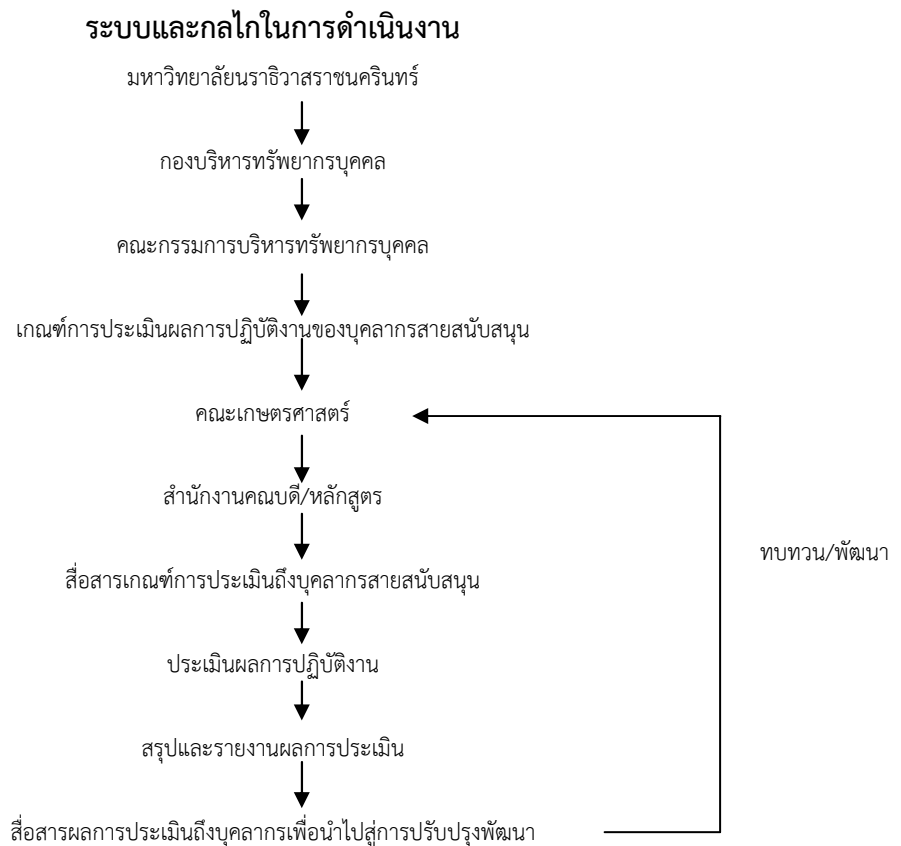 ระบบและกลไกในการดำเนินงาน
มหาวิทยาลัยนราธิวาสราชนครินทร์
กองบริหารทรัพยากรบุคคล
คณะกรรมการบริหารทรัพยากรบุคคล
เกณฑ์การประเมินผลการปฏิบัติงานของบุคลากรสายสนับสนุน
คณะเกษตรศาสตร์
สำนักงานคณบดี/หลักสูตร
ทบทวน/พัฒนา
สื่อสารเกณฑ์การประเมินถึงบุคลากรสายสนับสนุน
ประเมินผลการปฏิบัติงาน
สรุปและรายงานผลการประเมิน
สื่อสารผลการประเมินถึงบุคลากรเพื่อนำไปสู่การปรับปรุงพัฒนา